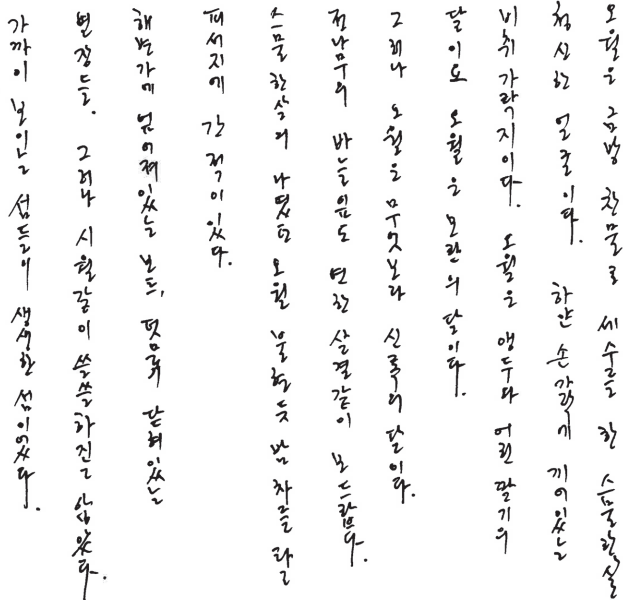 오월은 금방 찬물로 세수를 한 스물한살
청신한 얼굴이다. 하얀 손가락에 끼어있는
비취가락지이다. 오월은 앵두와 어린 딸기의
달이요 오월은 모란의 달이다.
그러나 오월은 무엇보다 신록의 달이다.
전나무의 바늘잎도 연한 살결같이 보드랍다.
스물한살의 나였던 오월 불현듯 밤차를 타고
피서지에 간 적이 있다.
해변가에 엎어져있는 보트, 덧문이 닫혀있는
별장들. 그러나 시월같이 쓸쓸하진 않았다.
가까이 보이는 섬들이 생생한 섬이었다.